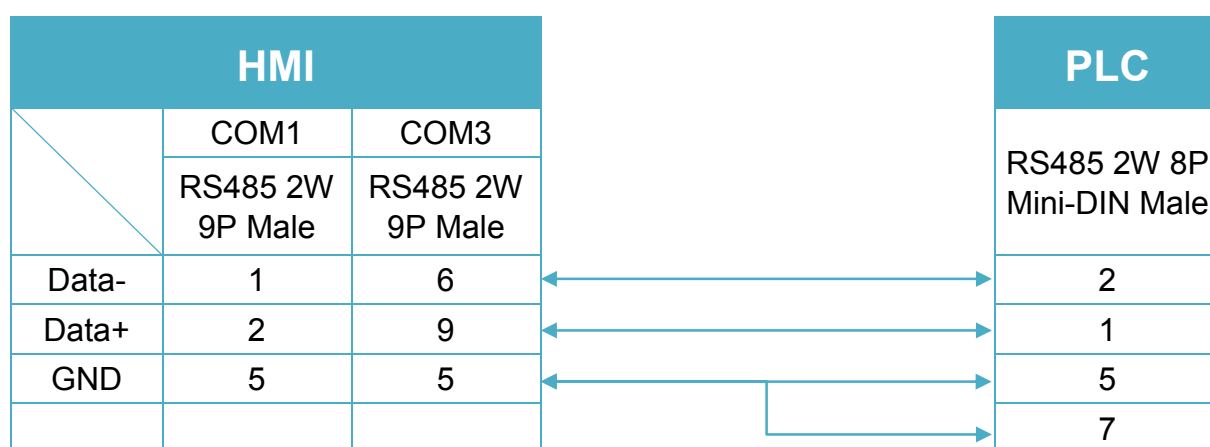 HMI PLC
COM1 COM3
RS485 2W RS485 2W RS485 2W 8P
9P Male 9P Male Mini-DIN Male
Data- 1 6 2
Data+ 2 9 1
GND 5 5 5
7